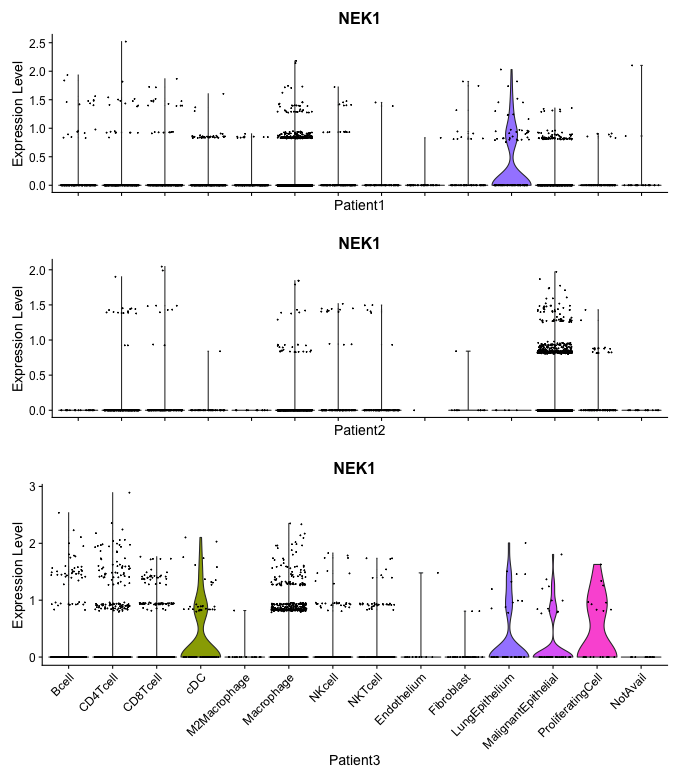 NEK1
Expression Level
2.5
2.0
1.5
1.0
0.5
0.0
Patient1
NEK1
Expression Level
2.0
1.5
1.0
0.5
0.0
Patient2
NEK1
Expression Level
3
2
1
0
Bcell
CD4Tcell
CD8Tcell
cDC
M2Macrophage
Macrophage
NKcell
NKTcell
Endothelium
Fibroblast
LungEpithelium
MalignantEpithelial
ProliferatingCell
NotAvail
Patient3